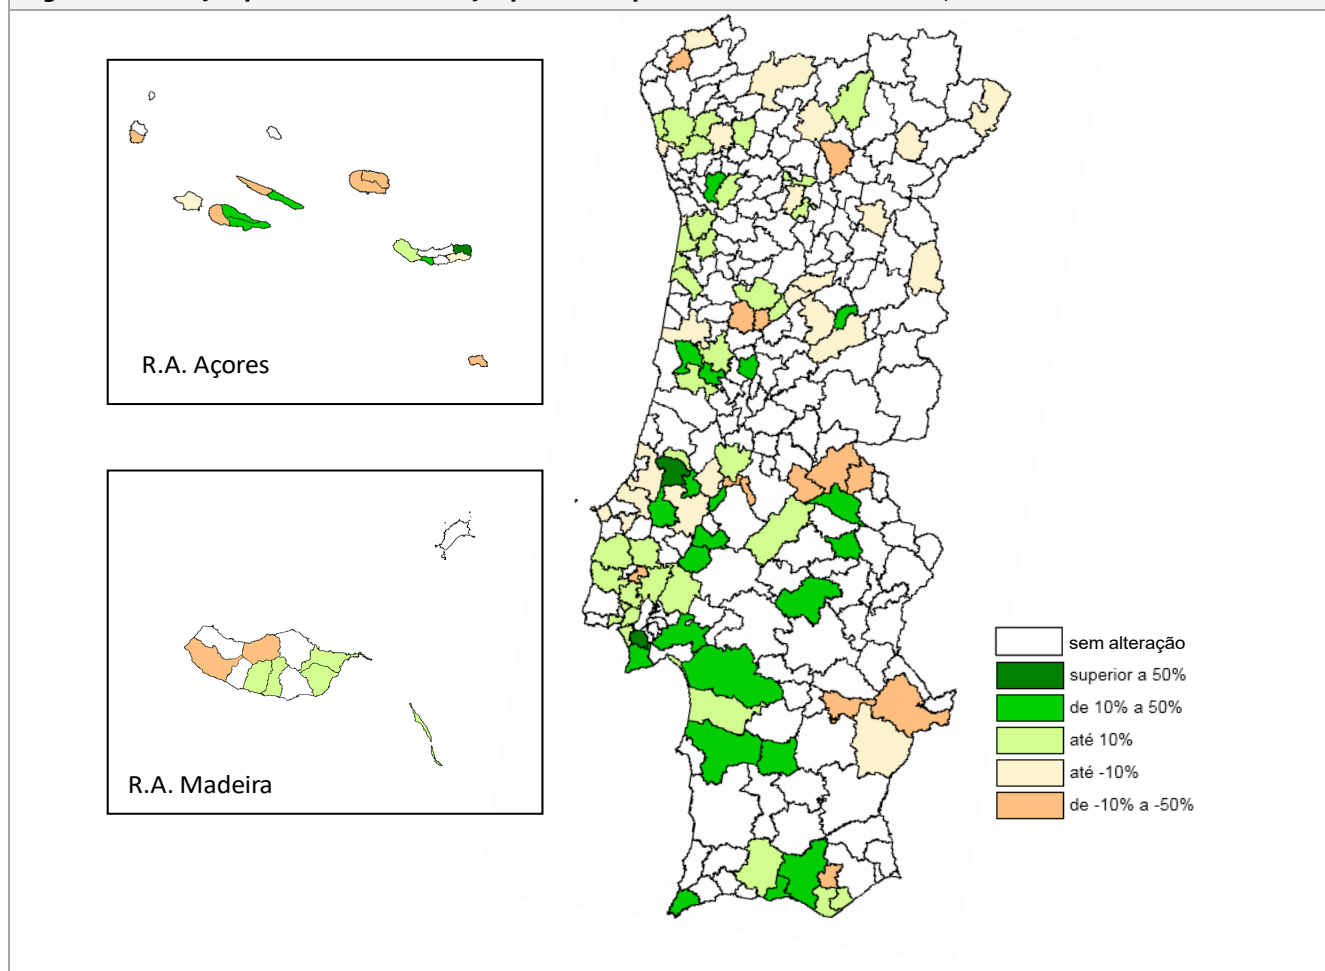 R.A. Açores
R.A. Madeira
sem alteração
superior a 50%
de 10% a 50%
até 10%
até -10%
de -10% a -50%